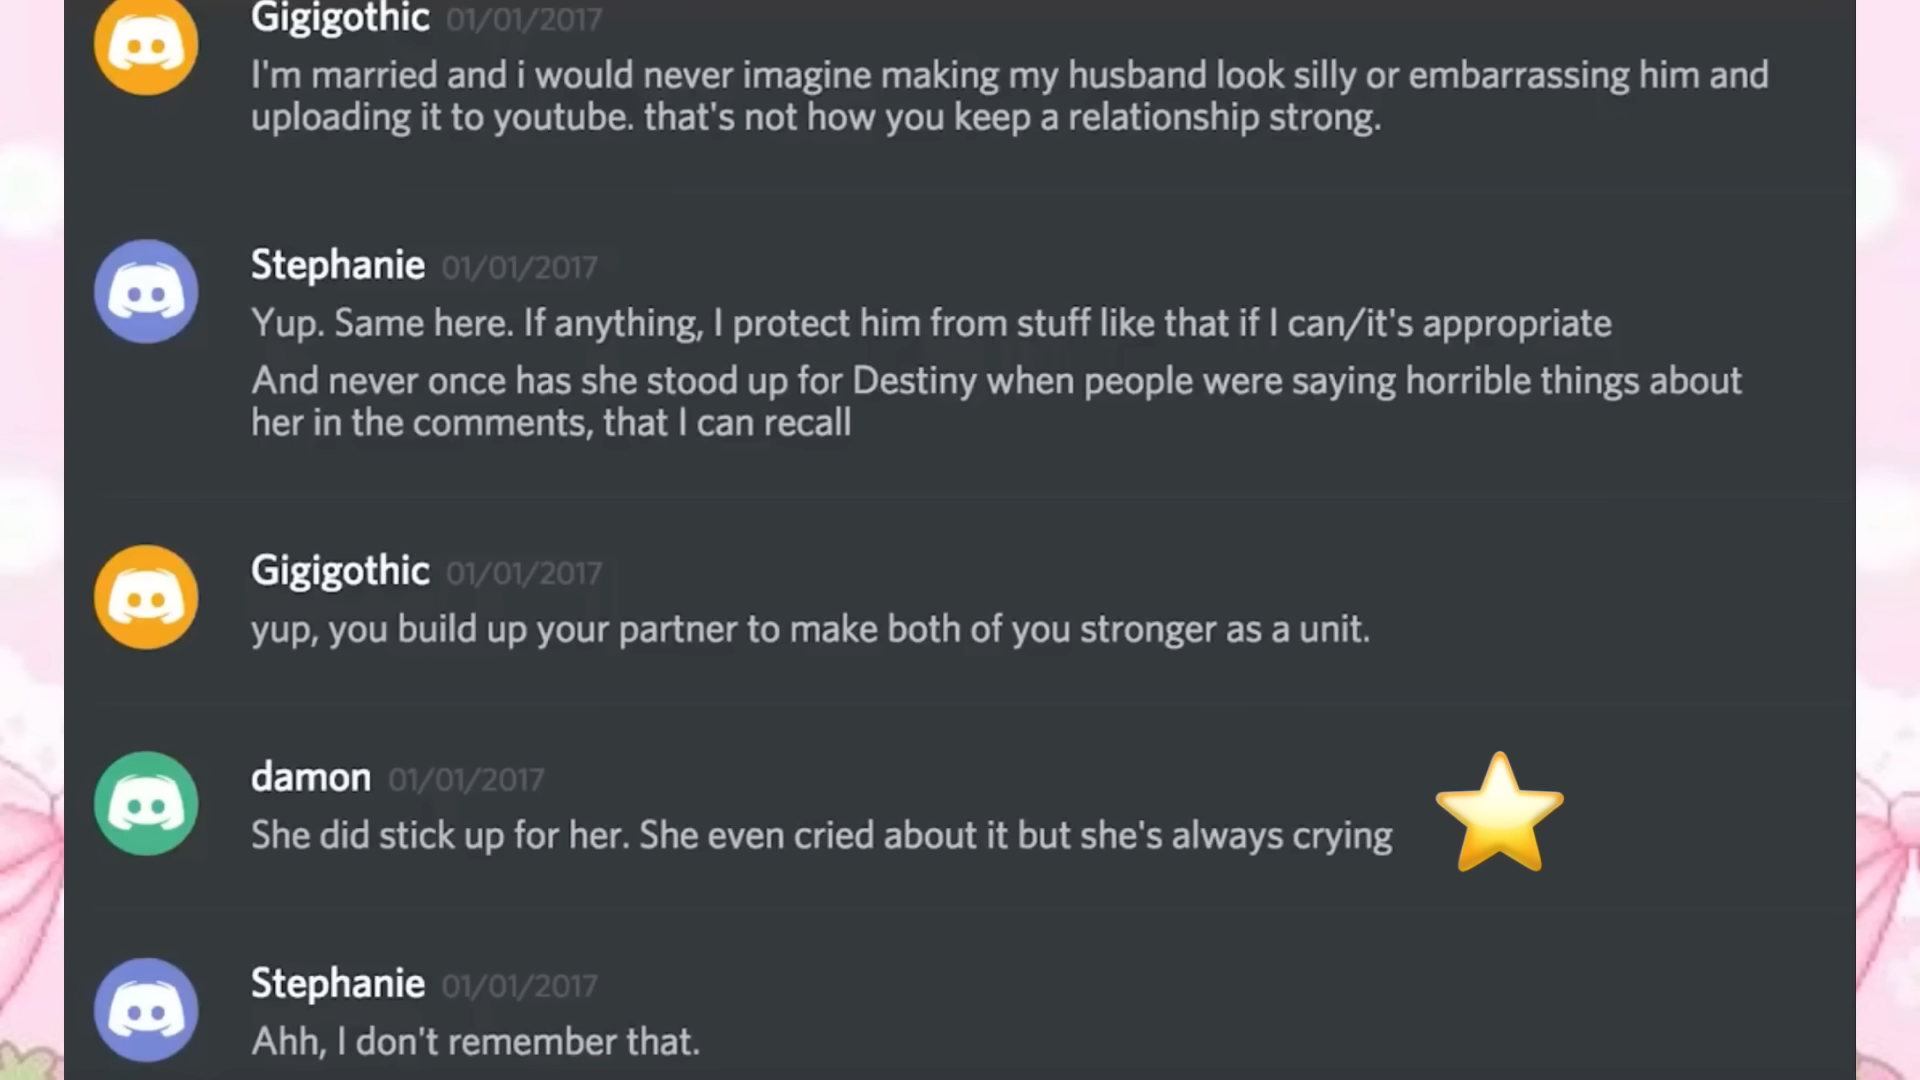 Gigigothic 01/01/2017
I'm married and i would never imagine making my husband look silly or embarrassing him and
uploading it to youtube. that's not how you keep a relationship strong.
Stephanie 01/01/2017
Yup. Same here. If anything, I protect him from stuff like that if I can/it's appropriate
And never once has she stood up for Destiny when people were saying horrible things about
her in the comments, that I can recall
Gigigothic 01/01/2017
yup, you build up your partner to make both of you stronger as a unit.
damon 01/01/2017
She did stick up for her. She even cried about it but she's always crying
Stephanie 01/01/2017
Ahh, I don't remember that.